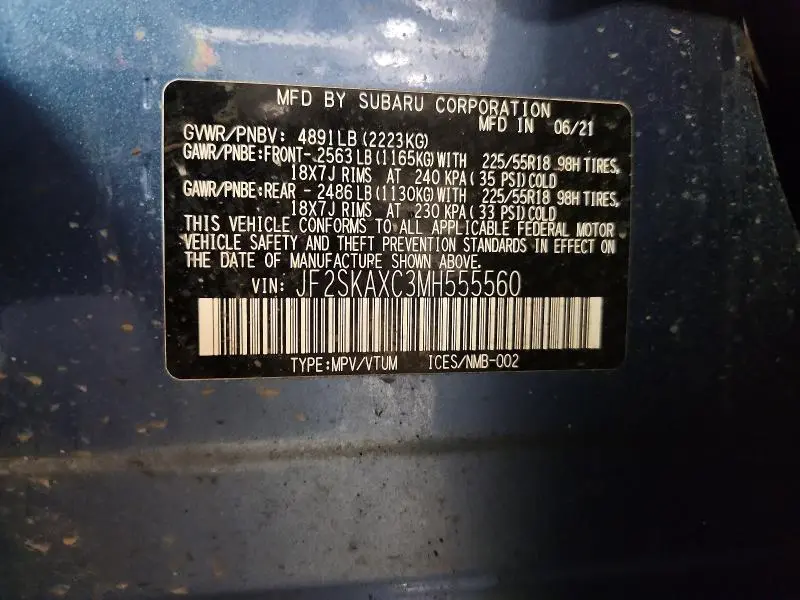 MFD BY SUBARU CORPORATION
MFD IN 06/21
GVWR/PNBV: 4891LB(2223KG)
GAWR/PNBE:FRONT-2563LB(1165KG)WITH 225/55R18 98H TIRES,
18X7J RIMS AT 240 KPA(35 PSI)COLD
GAWR/PNBE:REAR -2486LB(1130KG)WITH 225/55R18 98H TIRES,
18X7J RIMS AT 230 KPA(33 PSI)COLD
THIS VEHICLE CONFORMS TO ALL APPLICABLE FEDERAL MOTOR
VEHICLE SAFETY AND THEFT PREVENTION STANDARDS IN EFFECT ON
THE DATE OF MANUFACTURE SHOWN ABOVE.
VIN: JF2SKAXC3MH555560
TYPE:MPV/VTUM ICES/NMB-002